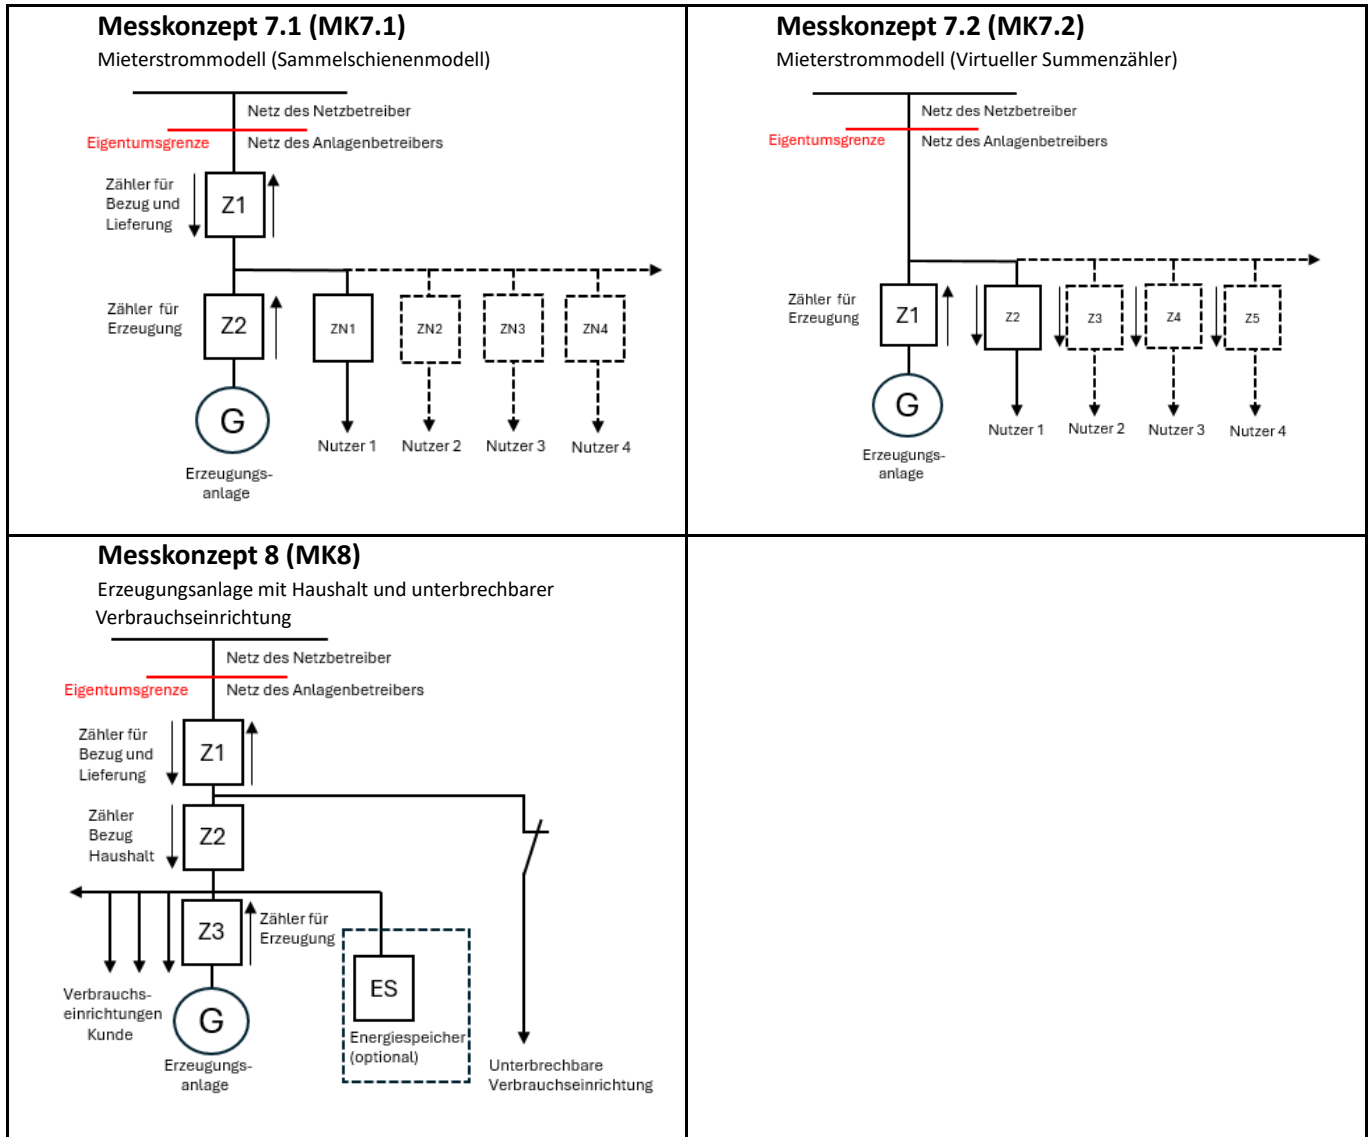 Messkonzept 7.1 (MK7.1)
Mieterstrommodell (Sammelschienenmodell)
Netz des Netzbetreiber
Eigentumsgrenze
Netz des Anlagenbetreibers
Zähler für
Bezug und
Lieferung
Z1
Zähler für
Erzeugung
Z2
ZN1
ZN2
ZN3
ZN4
G
Nutzer 1
Nutzer 2
Nutzer 3
Nutzer 4
Erzeugungs-
anlage
Messkonzept 7.2 (MK7.2)
Mieterstrommodell (Virtueller Summenzähler)
Netz des Netzbetreiber
Eigentumsgrenze
Netz des Anlagenbetreibers
Zähler für
Erzeugung
Z1
Z2
Z3
Z4
Z5
G
Nutzer 1
Nutzer 2
Nutzer 3
Nutzer 4
Erzeugungs-
anlage
Messkonzept 8 (MK8)
Erzeugungsanlage mit Haushalt und unterbrechbarer
Verbrauchseinrichtung
Netz des Netzbetreiber
Eigentumsgrenze
Netz des Anlagenbetreibers
Zähler für
Bezug und
Lieferung
Z1
Zähler
Bezug
Haushalt
Z2
Z3
Zähler für
Erzeugung
Verbrauchs-
einrichtungen
Kunde
G
Erzeugungs-
anlage
ES
Energiespeicher
(optional)
Unterbrechbare
Verbrauchseinrichtung